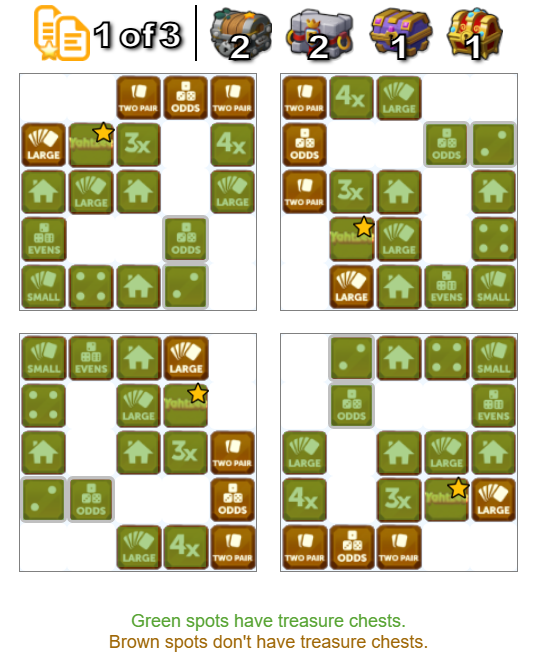 1 of 3
2 2 1 1
TWO PAIR ODDS TWO PAIR
LARGE Yahtzee 3x 4x
LARGE LARGE
EVENS ODDS
SMALL
TWO PAIR 4x LARGE
ODDS ODDS
TWO PAIR 3x
Yahtzee LARGE
LARGE EVENS SMALL
SMALL EVENS LARGE
LARGE Yahtzee
3x TWO PAIR
ODDS ODDS
LARGE 4x TWO PAIR
LARGE SMALL
ODDS EVENS
LARGE LARGE
4x 3x Yahtzee LARGE
TWO PAIR ODDS TWO PAIR
Green spots have treasure chests.
Brown spots don't have treasure chests.